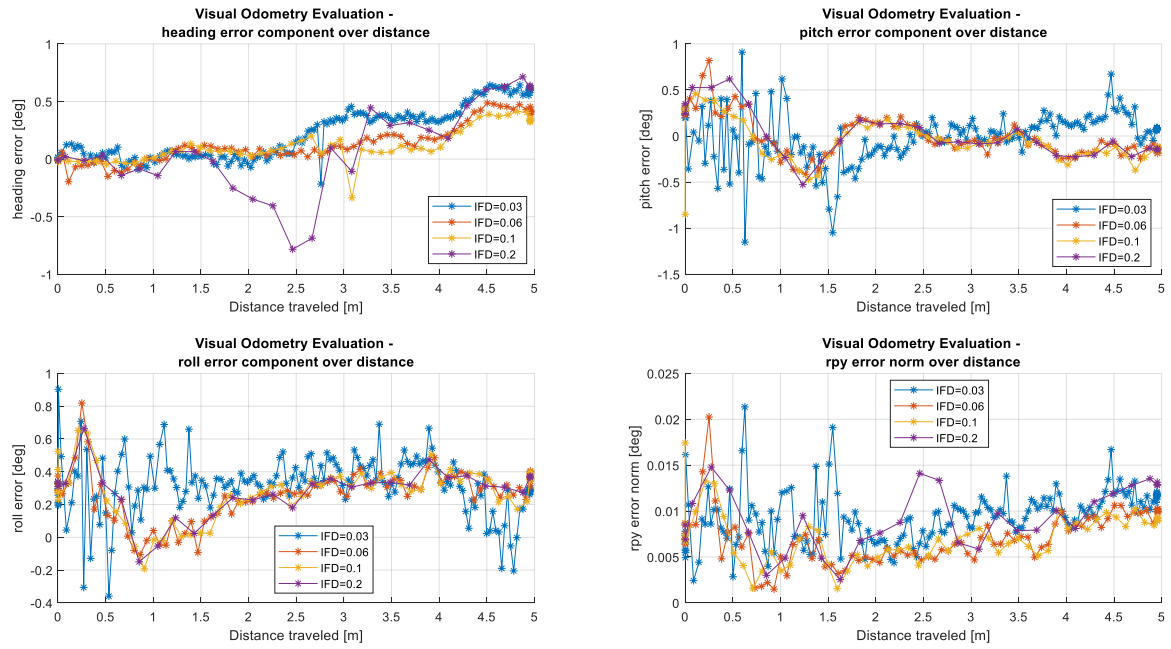 Visual Odometry Evaluation -
heading error component over distance
1
0.5
0
-0.5
-1
heading error [deg]
0 0.5 1 1.5 2 2.5 3 3.5 4 4.5 5
Distance traveled [m]
IFD=0.03
IFD=0.06
IFD=0.1
IFD=0.2
Visual Odometry Evaluation -
pitch error component over distance
1
0.5
0
-0.5
-1
-1.5
pitch error [deg]
0 0.5 1 1.5 2 2.5 3 3.5 4 4.5 5
Distance traveled [m]
IFD=0.03
IFD=0.06
IFD=0.1
IFD=0.2
Visual Odometry Evaluation -
roll error component over distance
1
0.8
0.6
0.4
0.2
0
-0.2
-0.4
roll error [deg]
0 0.5 1 1.5 2 2.5 3 3.5 4 4.5 5
Distance traveled [m]
IFD=0.03
IFD=0.06
IFD=0.1
IFD=0.2
Visual Odometry Evaluation -
rpy error norm over distance
0.025
0.02
0.015
0.01
0.005
0
rpy error norm [deg]
0 0.5 1 1.5 2 2.5 3 3.5 4 4.5 5
Distance traveled [m]
IFD=0.03
IFD=0.06
IFD=0.1
IFD=0.2